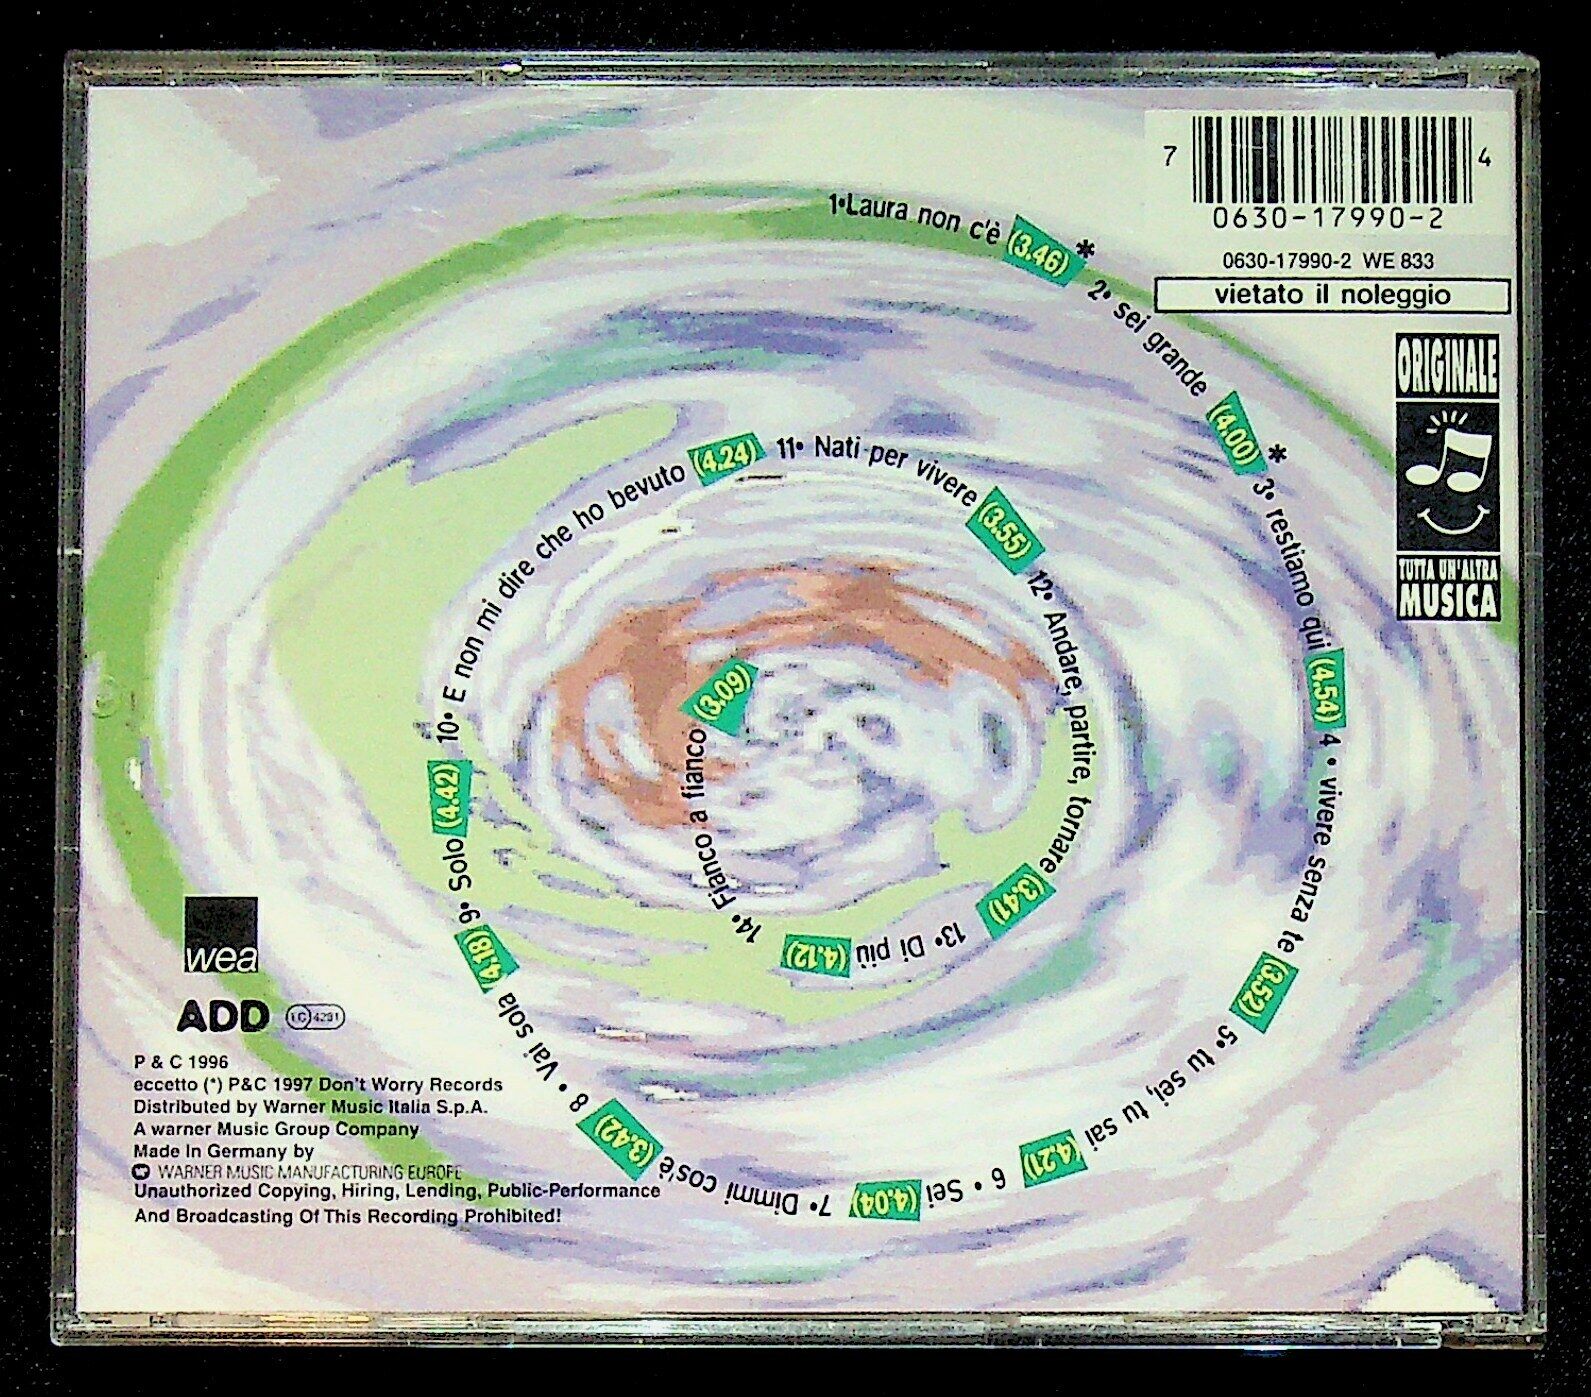 7 4
0630-17990-2
0630-17990-2 WE 833
vietato il noleggio
ORIGINALE
TUTTA UN'ALTRA
MUSICA
1• Laura non c'è (3.46) *
2• sei grande (4.00) *
3• restiamo qui (4.54)
4 • vivere senza te (3.52)
5• tu sei, tu sai (4.21)
6 • Sei (4.04)
7• Dimmi cos'è (3.42)
8 • Vai sola (4.18)
9• Solo (4.42)
10• E non mi dire che ho bevuto (4.24)
11• Nati per vivere (3.55)
12• Andare, partire, tornare (3.41)
13• Di più (4.12)
14• Fianco a fianco (3.09)
wea
ADD LC 4281
P & C 1996
eccetto (*) P&C 1997 Don't Worry Records
Distributed by Warner Music Italia S.p.A.
A warner Music Group Company
Made In Germany by
WARNER MUSIC MANUFACTURING EUROPE
Unauthorized Copying, Hiring, Lending, Public-Performance
And Broadcasting Of This Recording Prohibited!